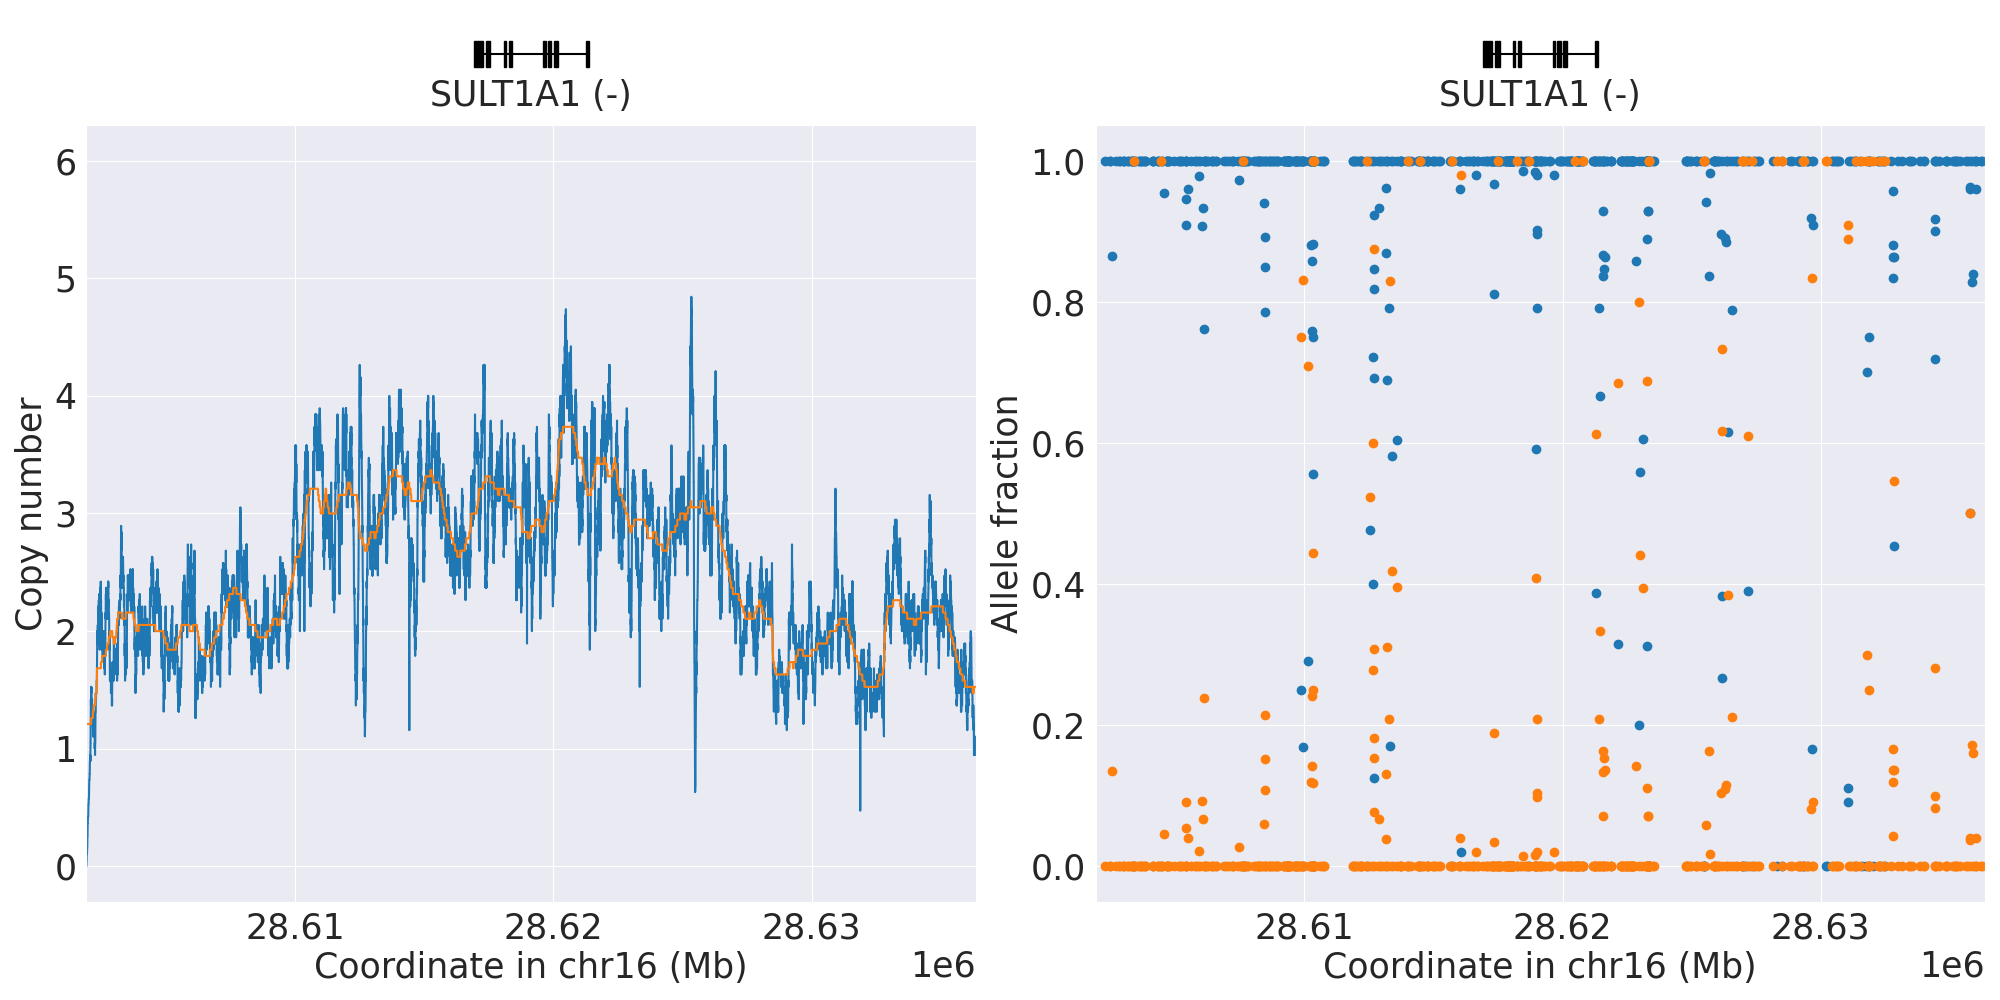 SULT1A1 (-)
6
5
4
3
2
1
0
Copy number
28.61
28.62
28.63
Coordinate in chr16 (Mb)
1e6
SULT1A1 (-)
1.0
0.8
0.6
0.4
0.2
0.0
Allele fraction
28.61
28.62
28.63
Coordinate in chr16 (Mb)
1e6